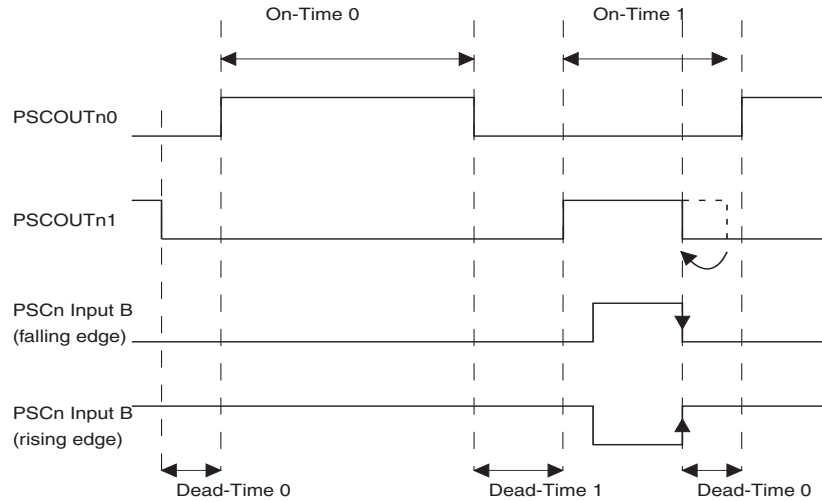 On-Time 0
On-Time 1
PSCOUTn0
PSCOUTn1
PSCn Input B
(falling edge)
PSCn Input B
(rising edge)
Dead-Time 0
Dead-Time 1
Dead-Time 0